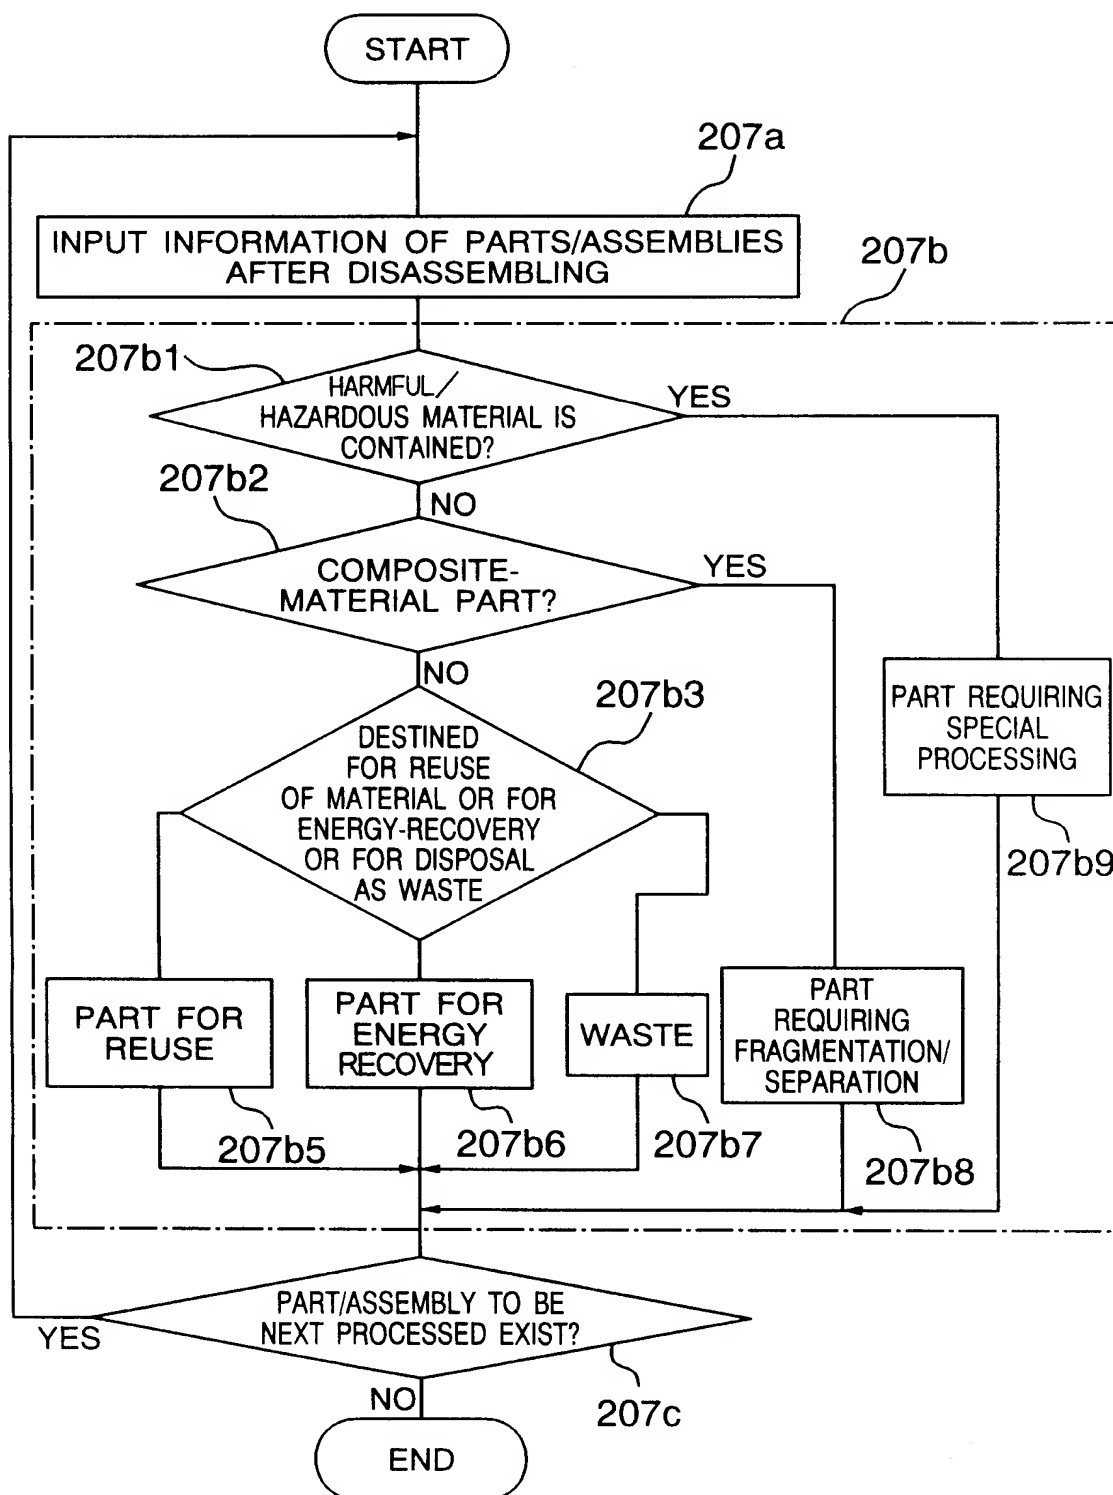 START
207a
INPUT INFORMATION OF PARTS/ASSEMBLIES
AFTER DISASSEMBLING
207b
207b1
HARMFUL/
HAZARDOUS MATERIAL IS
CONTAINED?
YES
NO
207b2
COMPOSITE-
MATERIAL PART?
YES
NO
207b3
DESTINED
FOR REUSE
OF MATERIAL OR FOR
ENERGY-RECOVERY
OR FOR DISPOSAL
AS WASTE
PART REQUIRING
SPECIAL
PROCESSING
207b9
PART FOR
REUSE
207b5
PART FOR
ENERGY
RECOVERY
207b6
WASTE
207b7
PART
REQUIRING
FRAGMENTATION/
SEPARATION
207b8
PART/ASSEMBLY TO BE
NEXT PROCESSED EXIST?
YES
NO
207c
END